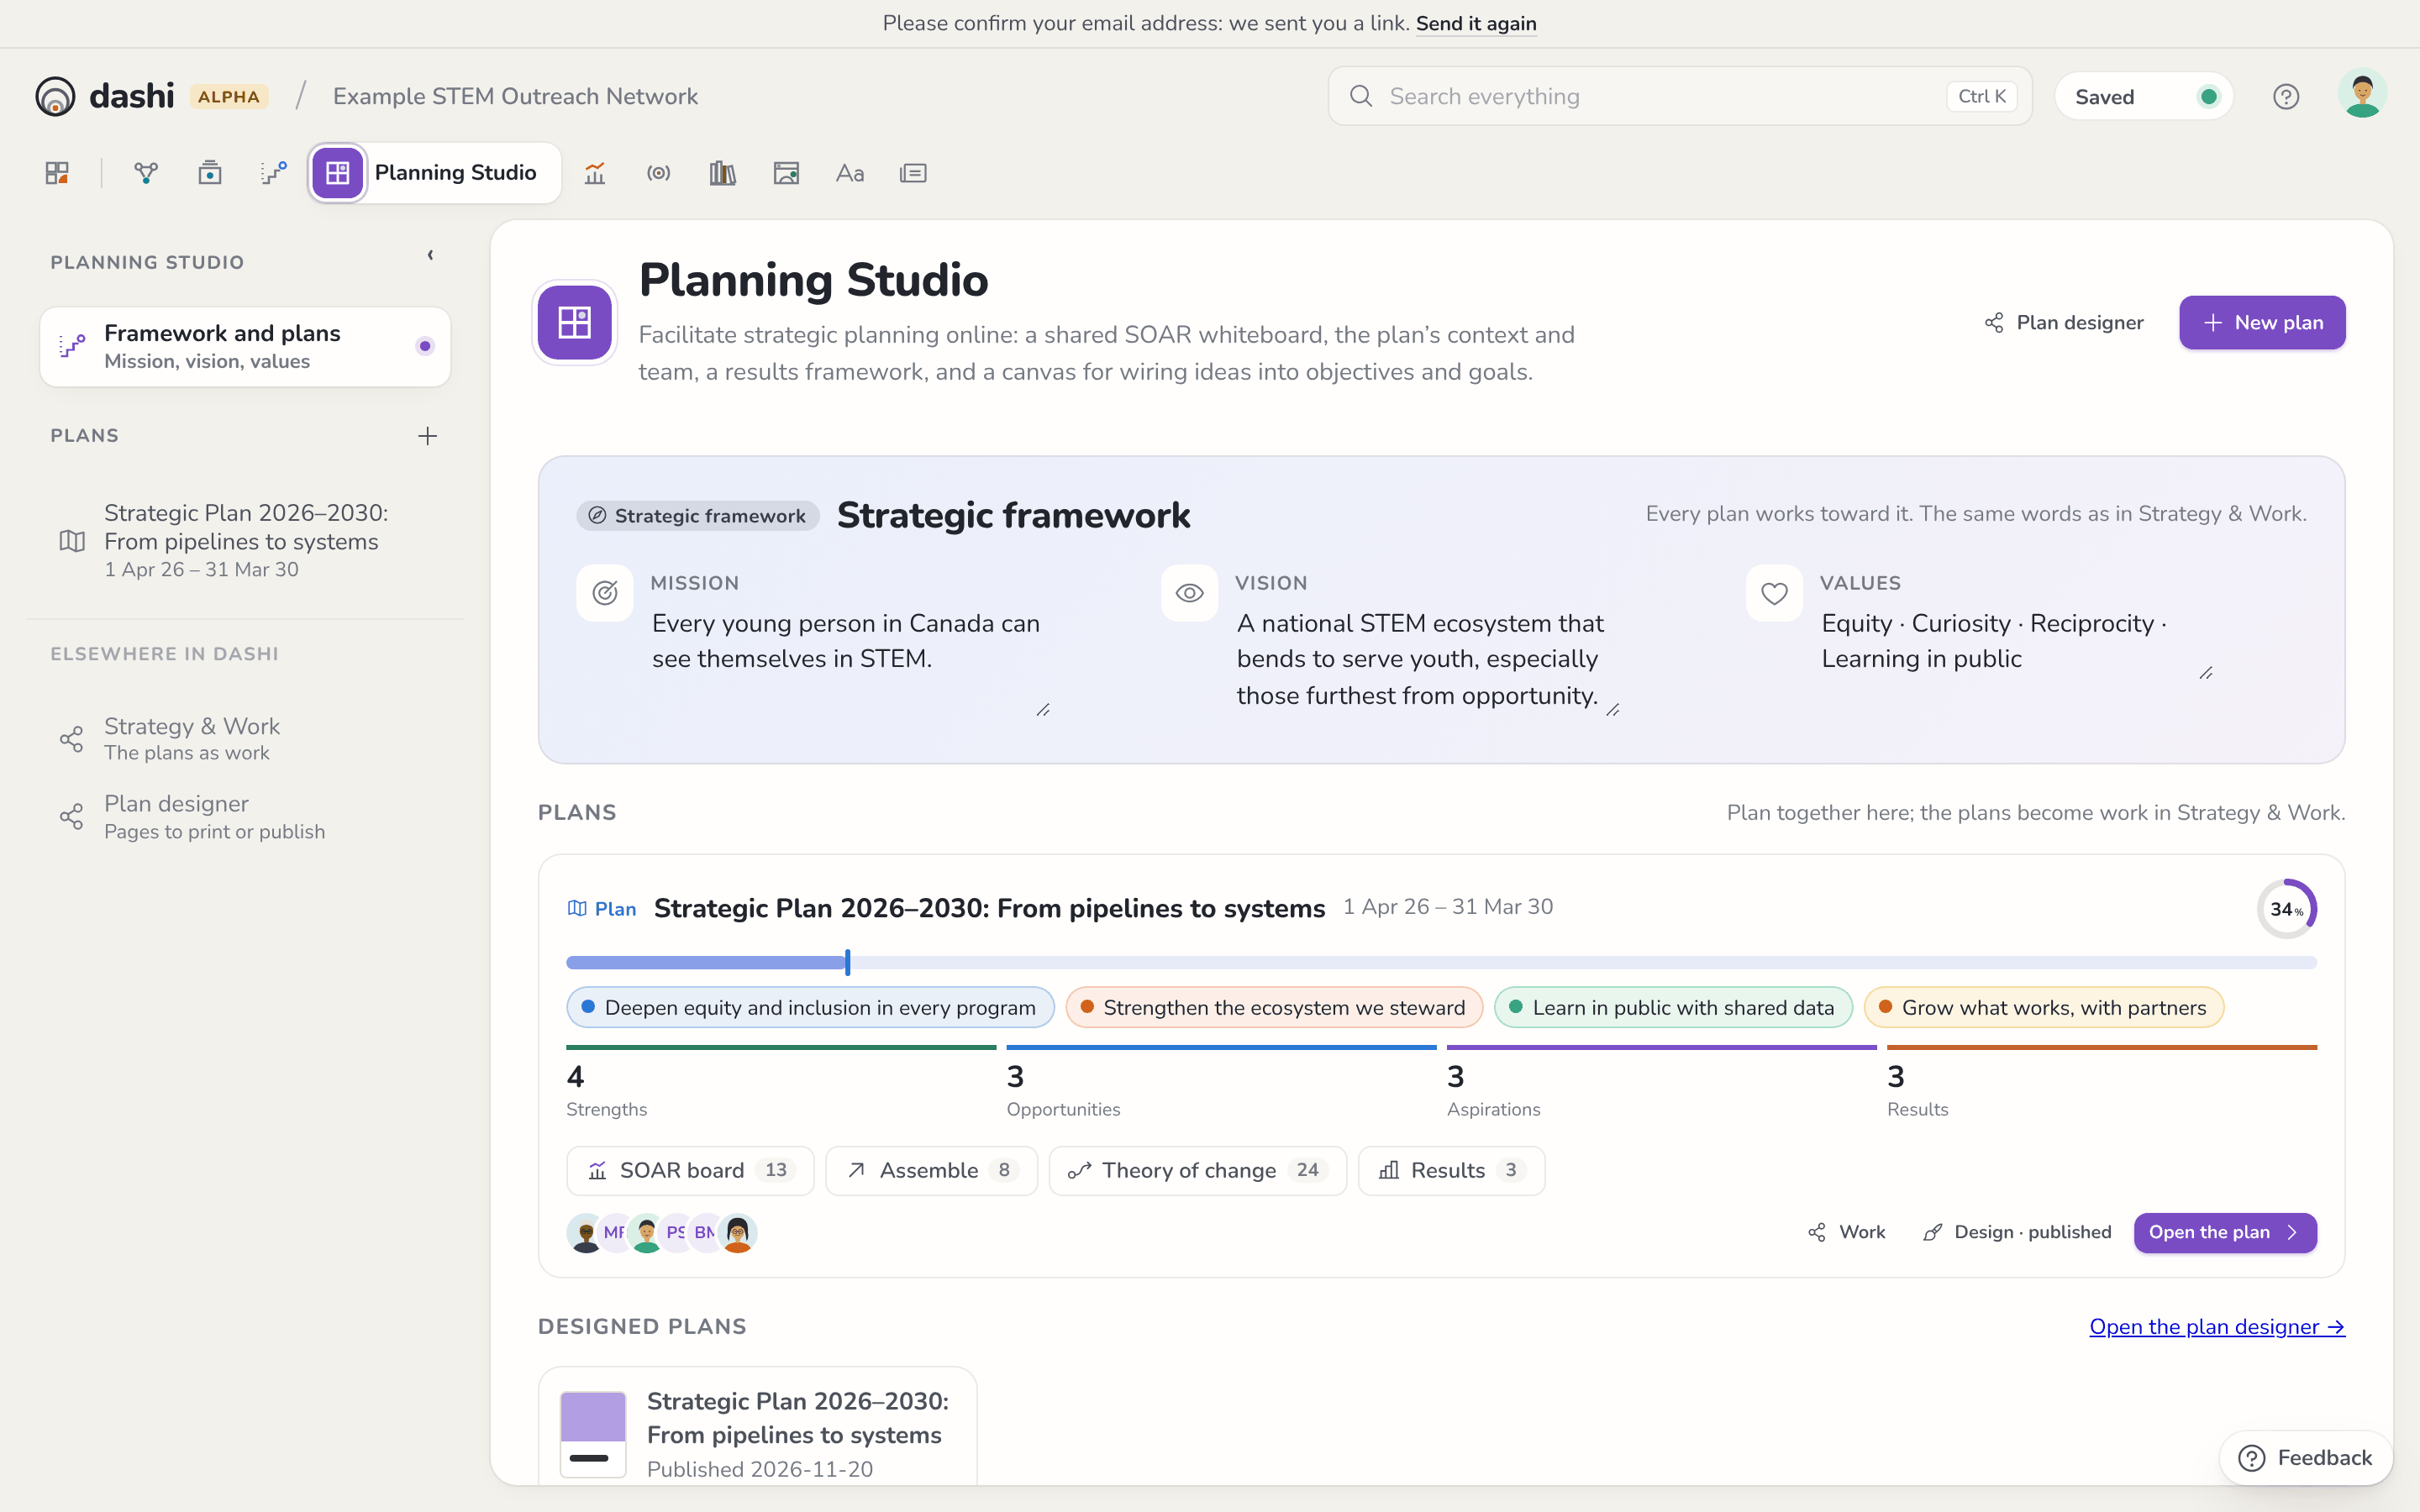 Please confirm your email address: we sent you a link. Send it again
dashi ALPHA / Example STEM Outreach Network
Search everything Ctrl K
Saved
Planning Studio
Aa
PLANNING STUDIO
Framework and plans
Mission, vision, values
PLANS
Strategic Plan 2026–2030:
From pipelines to systems
1 Apr 26 – 31 Mar 30
ELSEWHERE IN DASHI
Strategy & Work
The plans as work
Plan designer
Pages to print or publish
Planning Studio
Facilitate strategic planning online: a shared SOAR whiteboard, the plan’s context and
team, a results framework, and a canvas for wiring ideas into objectives and goals.
Plan designer
New plan
Strategic framework Strategic framework
Every plan works toward it. The same words as in Strategy & Work.
MISSION
Every young person in Canada can
see themselves in STEM.
VISION
A national STEM ecosystem that
bends to serve youth, especially
those furthest from opportunity.
VALUES
Equity · Curiosity · Reciprocity ·
Learning in public
PLANS
Plan together here; the plans become work in Strategy & Work.
Plan Strategic Plan 2026–2030: From pipelines to systems 1 Apr 26 – 31 Mar 30
34%
Deepen equity and inclusion in every program
Strengthen the ecosystem we steward
Learn in public with shared data
Grow what works, with partners
4
Strengths
3
Opportunities
3
Aspirations
3
Results
SOAR board 13
Assemble 8
Theory of change 24
Results 3
Work
Design · published
Open the plan
DESIGNED PLANS
Open the plan designer →
Strategic Plan 2026–2030:
From pipelines to systems
Published 2026-11-20
Feedback